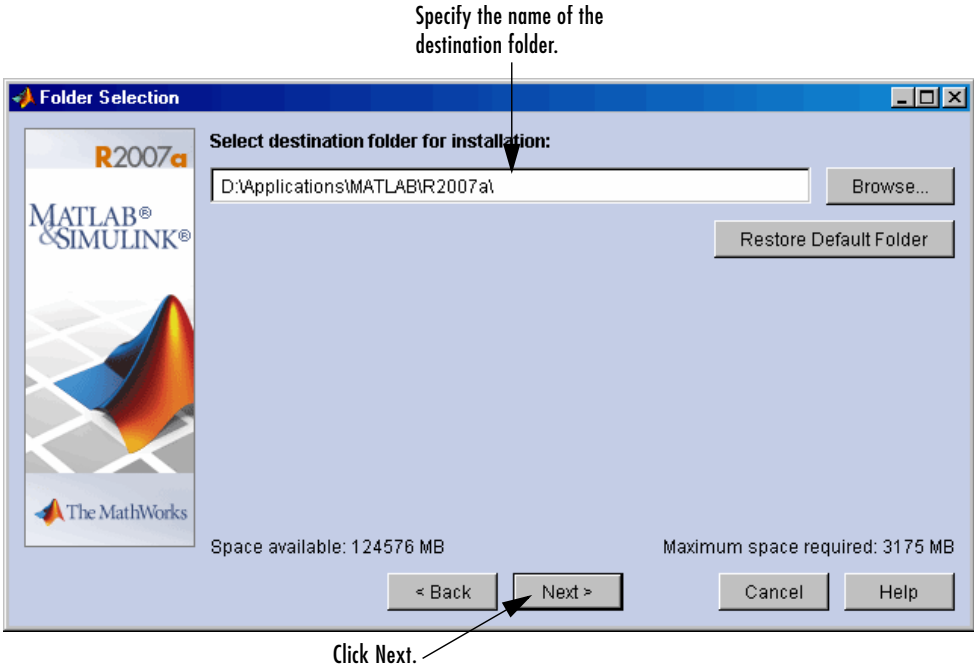 Specify the name of the
destination folder.
Folder Selection
R2007a
MATLAB®
&SIMULINK®
The MathWorks
Select destination folder for installation:
D:\Applications\MATLAB\R2007a\
Browse...
Restore Default Folder
Space available: 124576 MB
Maximum space required: 3175 MB
< Back
Next >
Cancel
Help
Click Next.